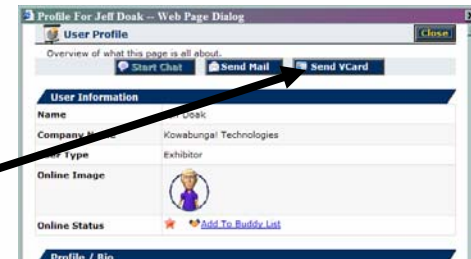 Profile For Jeff Doak -- Web Page Dialog
User Profile
Close
Overview of what this page is all about.
Start Chat Send Mail Send VCard
User Information
Name Doak
Company Kowabunga! Technologies
Type Exhibitor
Online Image
Online Status Add To Buddy List
Profile / Bio